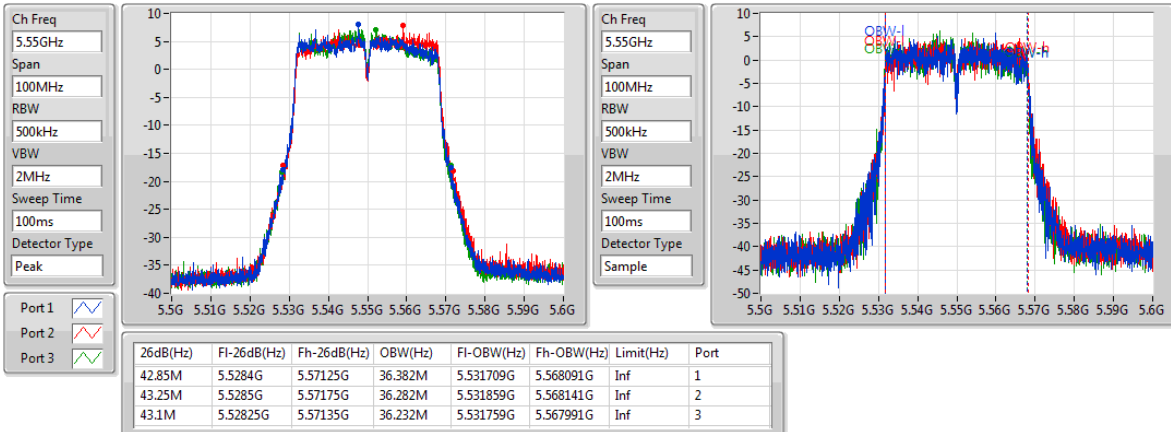 Ch Freq
5.55GHz
Span
100MHz
RBW
500kHz
VBW
2MHz
Sweep Time
100ms
Detector Type
Peak
Port 1
Port 2
Port 3
10
5
0
-5
-10
-15
-20
-25
-30
-35
-40
5.5G 5.51G 5.52G 5.53G 5.54G 5.55G 5.56G 5.57G 5.58G 5.59G 5.6G
Ch Freq
5.55GHz
Span
100MHz
RBW
500kHz
VBW
2MHz
Sweep Time
100ms
Detector Type
Sample
10
5
0
-5
-10
-15
-20
-25
-30
-35
-40
-45
-50
OBW-l
5.5G 5.51G 5.52G 5.53G 5.54G 5.55G 5.56G 5.57G 5.58G 5.59G 5.6G
26dB(Hz) Fl-26dB(Hz) Fh-26dB(Hz) OBW(Hz) Fl-OBW(Hz) Fh-OBW(Hz) Limit(Hz) Port
42.85M 5.5284G 5.57125G 36.382M 5.531709G 5.568091G Inf 1
43.25M 5.5285G 5.57175G 36.282M 5.531859G 5.568141G Inf 2
43.1M 5.52825G 5.57135G 36.232M 5.531759G 5.567991G Inf 3